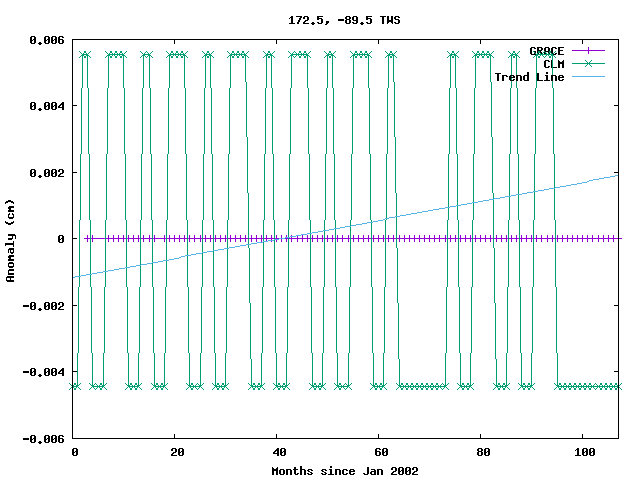 172.5, -89.5 TWS
0.006
0.004
0.002
0
-0.002
-0.004
-0.006
Anomaly (cm)
GRACE
CLM
Trend Line
0 20 40 60 80 100
Months since Jan 2002